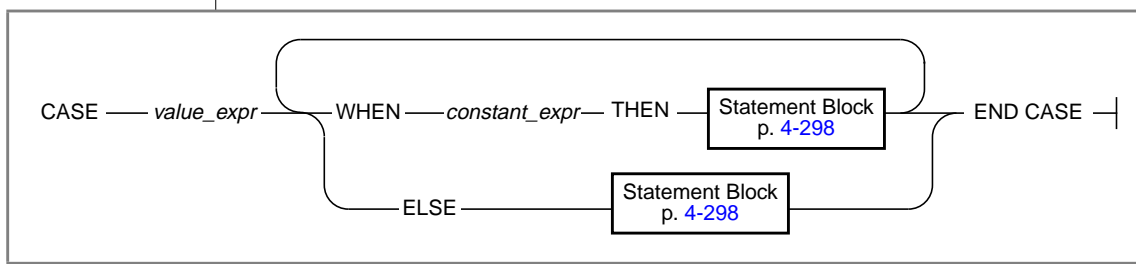 CASE value_expr WHEN constant_expr THEN Statement Block p. 4-298 END CASE
ELSE Statement Block p. 4-298